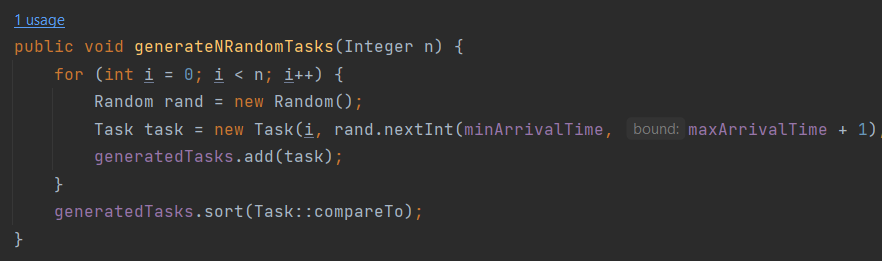 1 usage
public void generateNRandomTasks(Integer n) {
    for (int i = 0; i < n; i++) {
        Random rand = new Random();
        Task task = new Task(i, rand.nextInt(minArrivalTime, bound: maxArrivalTime + 1),
        generatedTasks.add(task);
    }
    generatedTasks.sort(Task::compareTo);
}